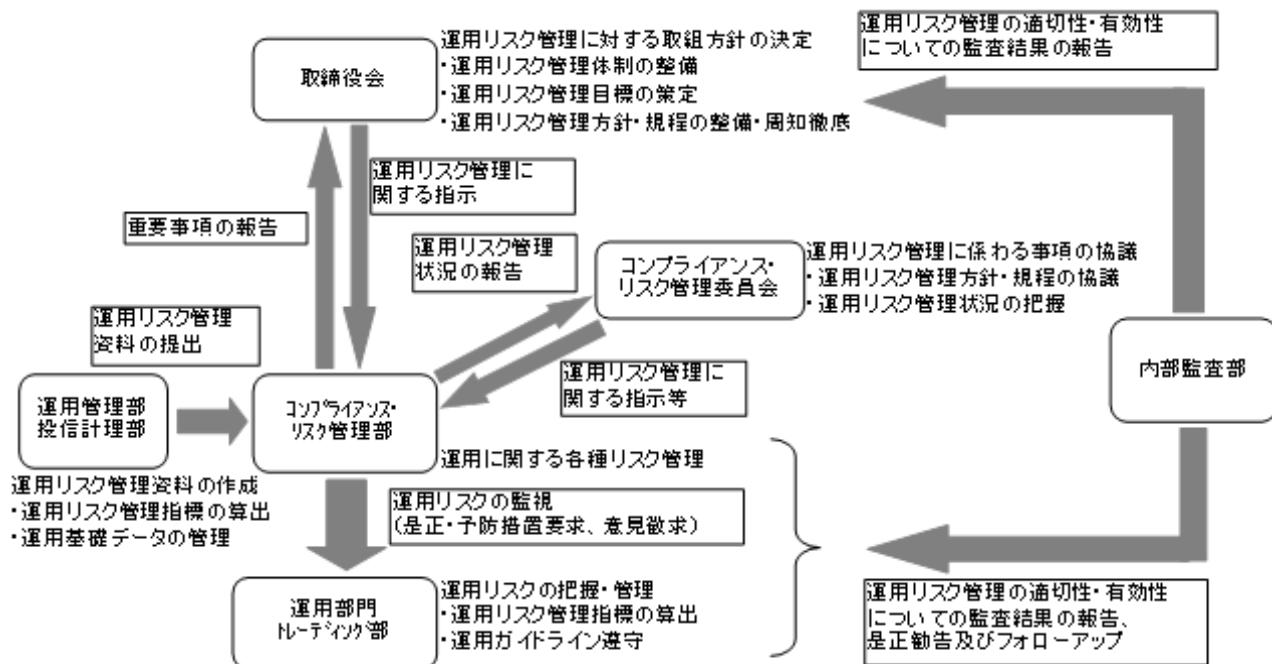 取締役会
運用リスク管理に対する取組方針の決定
・運用リスク管理体制の整備
・運用リスク管理目標の策定
・運用リスク管理方針・規程の整備・周知徹底
運用リスク管理の適切性・有効性
についての監査結果の報告
運用リスク管理に
関する指示
重要事項の報告
運用リスク管理
状況の報告
コンプライアンス・
リスク管理委員会
運用リスク管理に係わる事項の協議
・運用リスク管理方針・規程の協議
・運用リスク管理状況の把握
運用リスク管理
資料の提出
運用リスク管理に
関する指示等
内部監査部
運用管理部
投信計理部
コンプライアンス・
リスク管理部
運用に関する各種リスク管理
運用リスク管理資料の作成
・運用リスク管理指標の算出
・運用基礎データの管理
運用リスクの監視
(是正・予防措置要求、意見徴求)
運用部門
トレーディング部
運用リスクの把握・管理
・運用リスク管理指標の算出
・運用ガイドライン遵守
運用リスク管理の適切性・有効性
についての監査結果の報告、
是正勧告及びフォローアップ